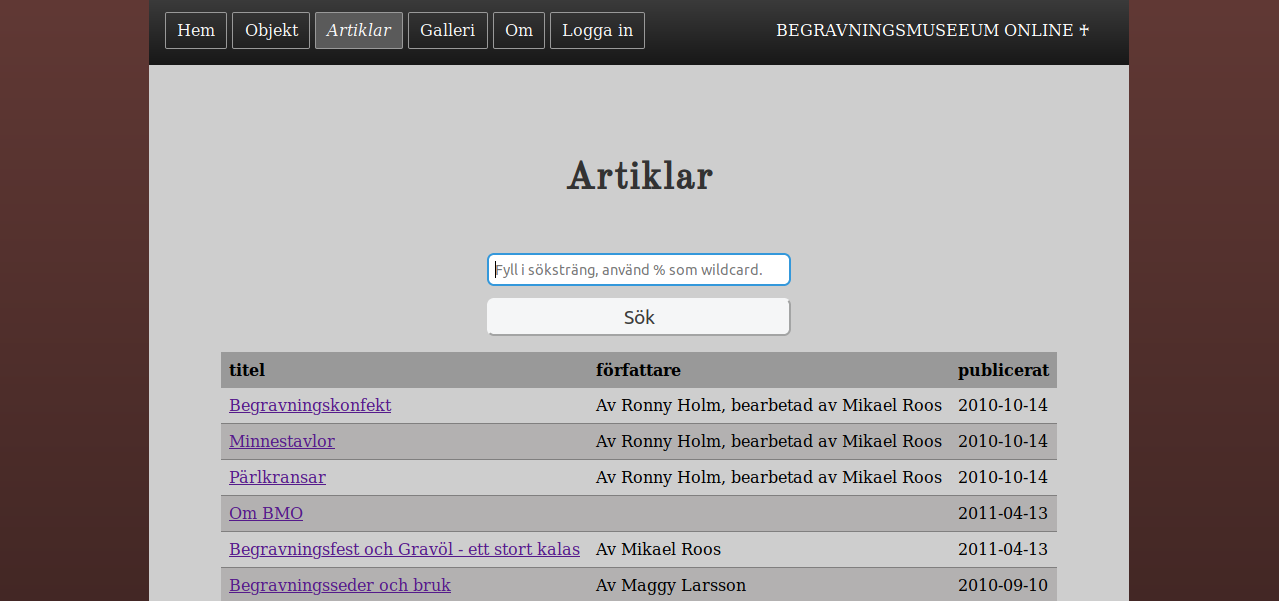 Hem Objekt Artiklar Galleri Om Logga in BEGRAVNINGSMUSEEUM ONLINE ♰
Artiklar
Fyll i söksträng, använd % som wildcard.
Sök
titel författare publicerat
Begravningskonfekt Av Ronny Holm, bearbetad av Mikael Roos 2010-10-14
Minnestavlor Av Ronny Holm, bearbetad av Mikael Roos 2010-10-14
Pärlkransar Av Ronny Holm, bearbetad av Mikael Roos 2010-10-14
Om BMO 2011-04-13
Begravningsfest och Gravöl - ett stort kalas Av Mikael Roos 2011-04-13
Begravningsseder och bruk Av Maggy Larsson 2010-09-10